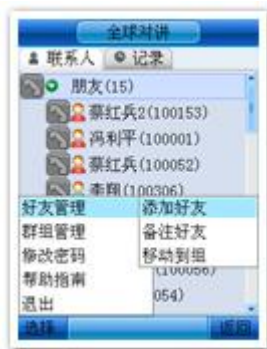 全球对讲
联系人 记录
朋友(15)
蔡红兵2(100153)
冯利平(100001)
蔡红兵(100052)
李翔(100306)
好友管理 添加好友
群组管理 备注好友
修改密码 移动到组
帮助指南 (100056)
退出 054)
选择 返回